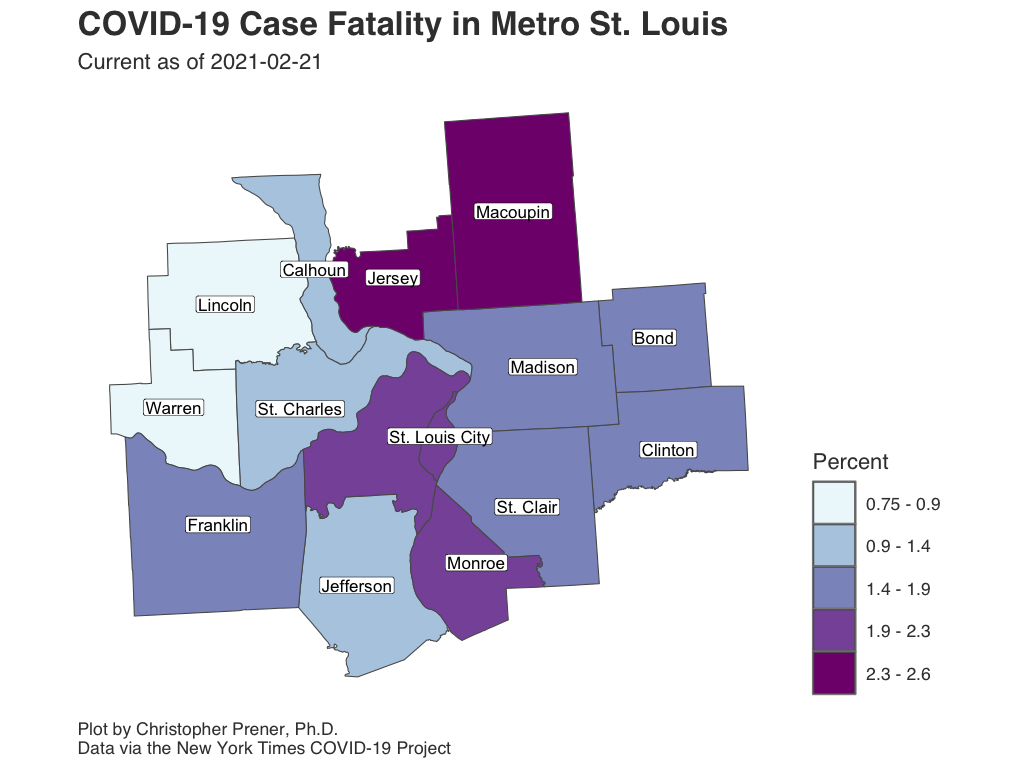 COVID-19 Case Fatality in Metro St. Louis
Current as of 2021-02-21
Macoupin
Calhoun
Jersey
Lincoln
Bond
Madison
Warren
St. Charles
St. Louis City
Clinton
St. Clair
Franklin
Monroe
Jefferson
Percent
0.75 - 0.9
0.9 - 1.4
1.4 - 1.9
1.9 - 2.3
2.3 - 2.6
Plot by Christopher Prener, Ph.D.
Data via the New York Times COVID-19 Project